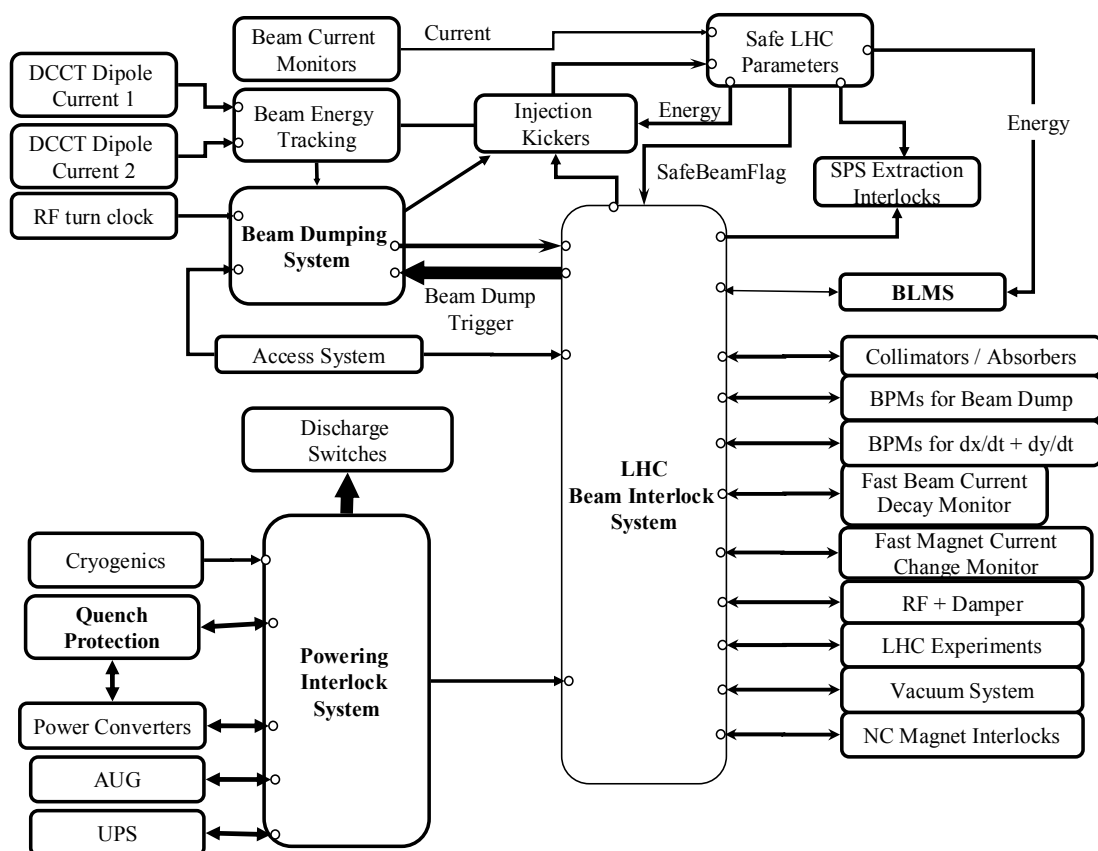 Beam Current
Monitors
Current
Safe LHC
Parameters
DCCT Dipole
Current 1
Beam Energy
Tracking
Injection
Kickers
Energy
Energy
DCCT Dipole
Current 2
SafeBeamFlag
SPS Extraction
Interlocks
RF turn clock
Beam Dumping
System
Beam Dump
Trigger
BLMS
Access System
Collimators / Absorbers
BPMs for Beam Dump
Discharge
Switches
BPMs for dx/dt + dy/dt
LHC
Beam Interlock
System
Fast Beam Current
Decay Monitor
Cryogenics
Fast Magnet Current
Change Monitor
Quench
Protection
RF + Damper
Powering
Interlock
System
LHC Experiments
Vacuum System
Power Converters
NC Magnet Interlocks
AUG
UPS